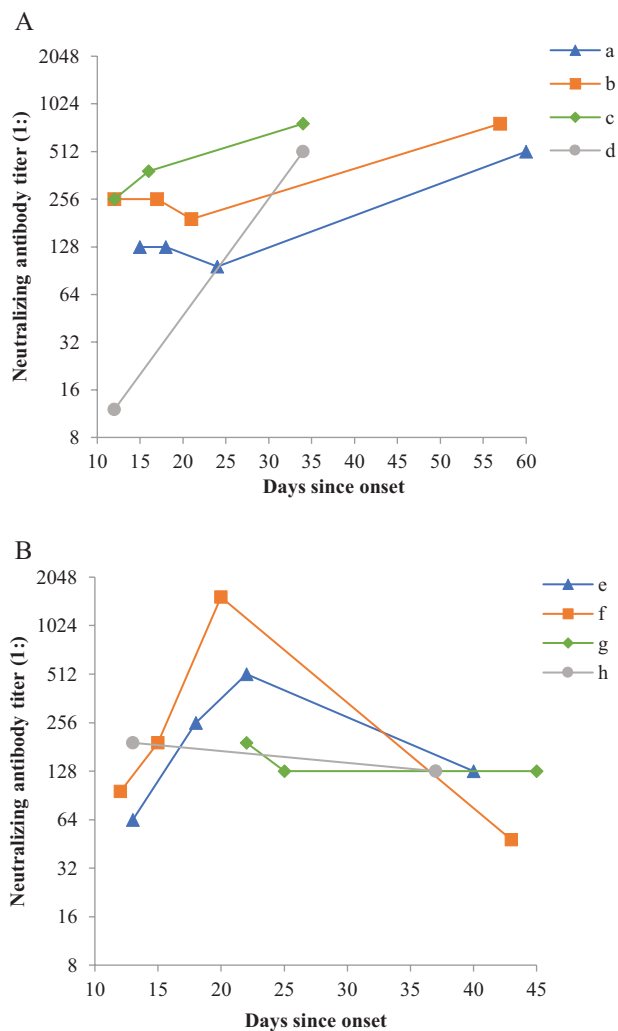 A
2048
1024
512
256
128
64
32
16
8
Neutralizing antibody titer (1:)
10 15 20 25 30 35 40 45 50 55 60
Days since onset
a
b
c
d
B
2048
1024
512
256
128
64
32
16
8
Neutralizing antibody titer (1:)
10 15 20 25 30 35 40 45
Days since onset
e
f
g
h